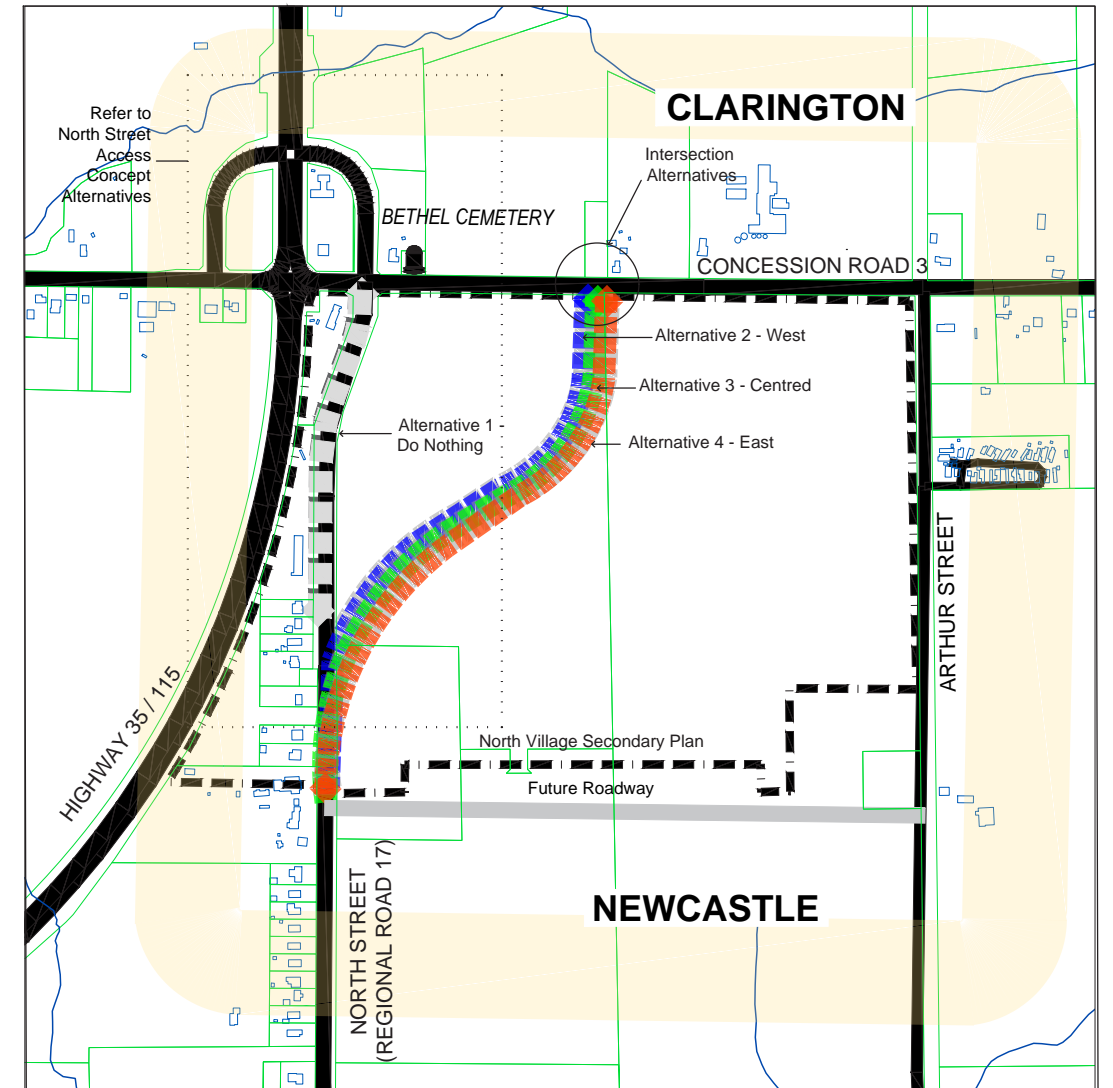 CLARINGTON
Refer to
North Street
Access
Concept
Alternatives
Intersection
Alternatives
BETHEL CEMETERY
CONCESSION ROAD 3
Alternative 2 - West
Alternative 3 - Centred
Alternative 1 -
Do Nothing
Alternative 4 - East
ARTHUR STREET
HIGHWAY 35 / 115
North Village Secondary Plan
Future Roadway
NEWCASTLE
NORTH STREET
(REGIONAL ROAD 17)